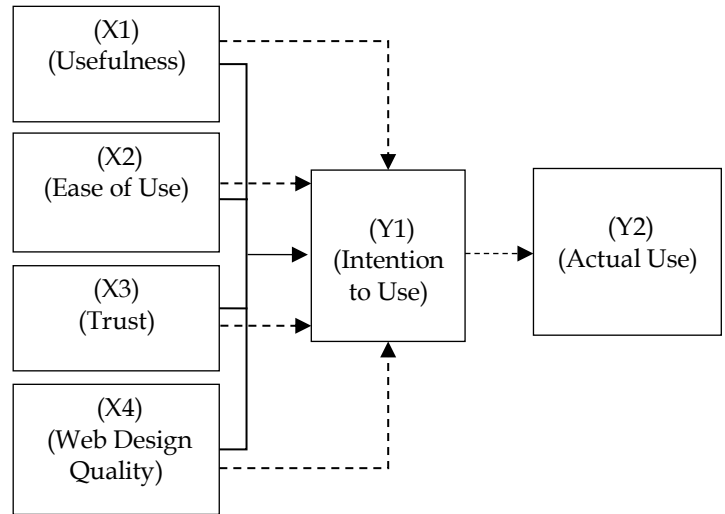 (X1)
(Usefulness)
(X2)
(Ease of Use)
(X3)
(Trust)
(X4)
(Web Design
Quality)
(Y1)
(Intention
to Use)
(Y2)
(Actual Use)